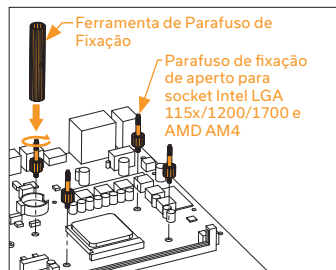 Ferramenta de Parafuso de
Fixação
Parafuso de fixação
de aperto para
socket Intel LGA
115x/1200/1700 e
AMD AM4